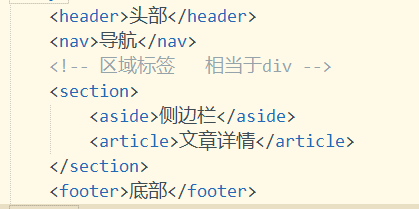 <header>头部</header>
<nav>导航</nav>
<!-- 区域标签   相当于div -->
<section>
<aside>侧边栏</aside>
<article>文章详情</article>
</section>
<footer>底部</footer>